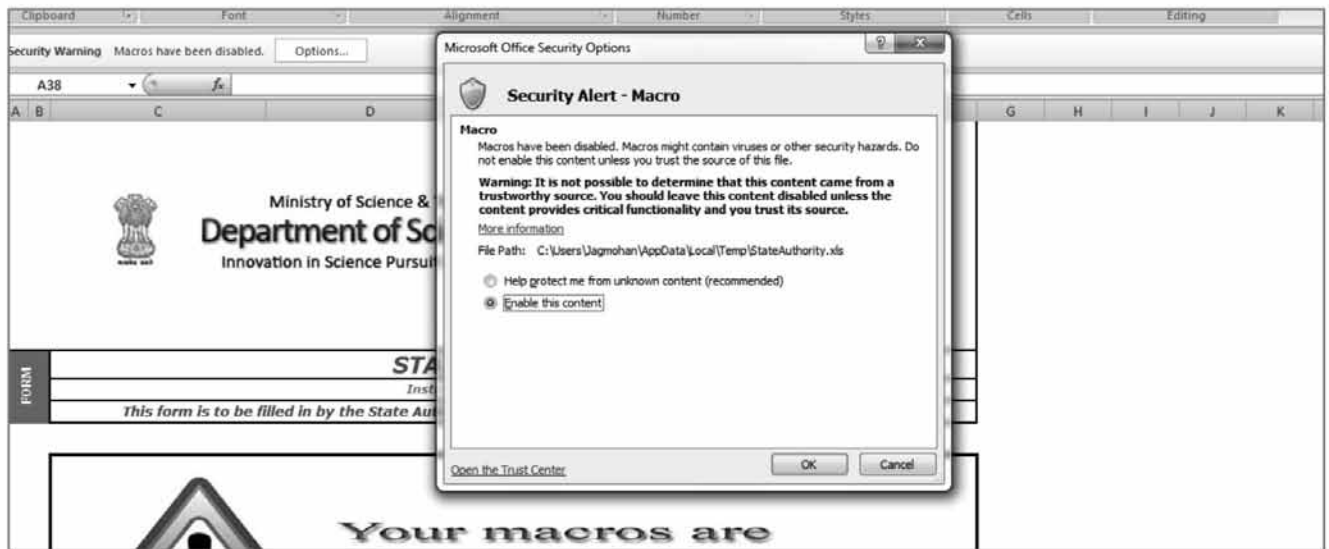 Clipboard Font Alignment Number Styles Cells Editing
Security Warning Macros have been disabled. Options...
A38 fx
A B C D G H I J K
Microsoft Office Security Options
Security Alert - Macro
Macro
Macros have been disabled. Macros might contain viruses or other security hazards. Do
not enable this content unless you trust the source of this file.
Warning: It is not possible to determine that this content came from a
trustworthy source. You should leave this content disabled unless the
content provides critical functionality and you trust its source.
More information
File Path: C:\Users\Jagmohan\AppData\Local\Temp\StateAuthority.xls
Help protect me from unknown content (recommended)
Enable this content
Open the Trust Center OK Cancel
Ministry of Science &
Department of Sc
Innovation in Science Pursui
FORM
STA
Inst
This form is to be filled in by the State Aut
Your macros are